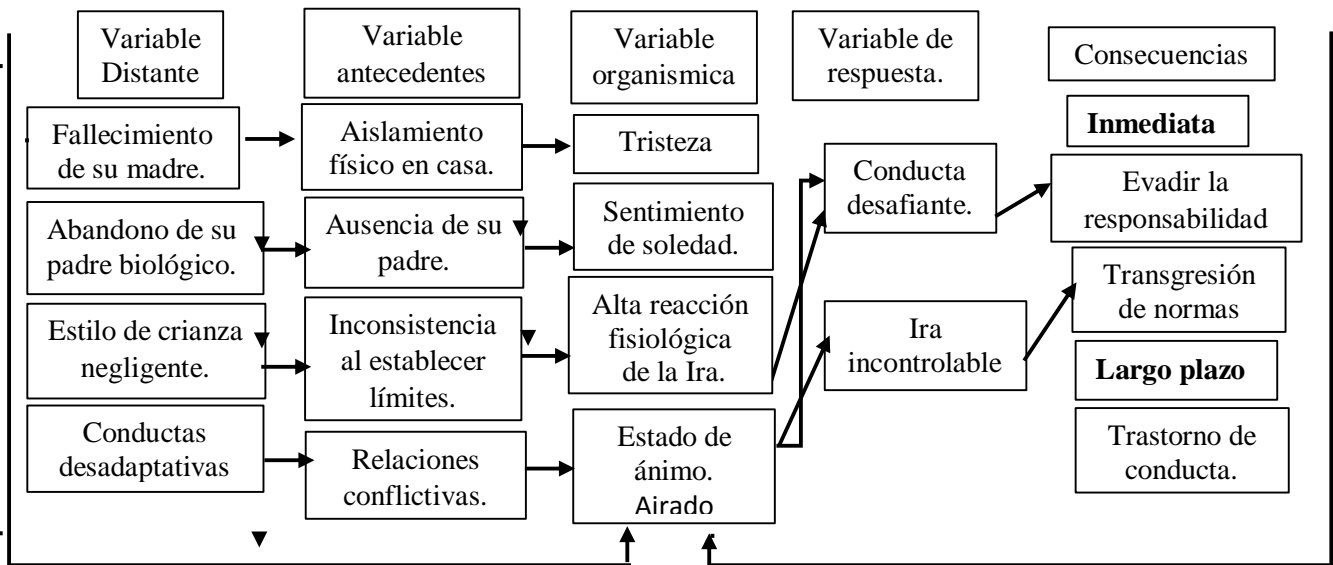 Variable
Distante
Variable
antecedentes
Variable
organismica
Variable de
respuesta.
Consecuencias
Fallecimiento
de su madre.
Aislamiento
físico en casa.
Tristeza
Inmediata
Abandono de su
padre biológico.
Ausencia de su
padre.
Sentimiento
de soledad.
Conducta
desafiante.
Evadir la
responsabilidad
Estilo de crianza
negligente.
Inconsistencia
al establecer
límites.
Alta reacción
fisiológica
de la Ira.
Ira
incontrolable
Transgresión
de normas
Largo plazo
Conductas
desadaptativas
Relaciones
conflictivas.
Estado de
ánimo.
Airado
Trastorno de
conducta.